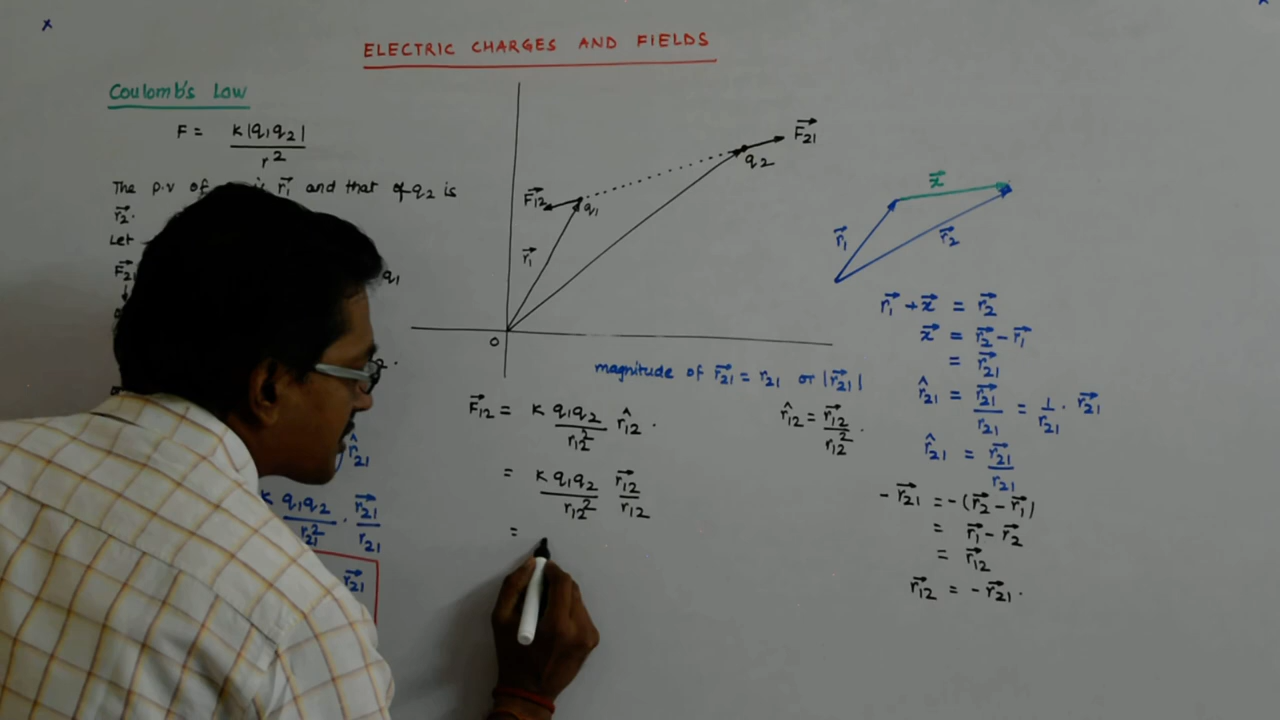 ELECTRIC CHARGES AND FIELDS
Coulomb's Law
F = K|q₁q₂| / r²
The p.v of r₁⃗ and that of q₂ is
r₂⃗.
Let
F₂₁⃗
q₁
2.
r̂₂₁
K q₁q₂ / r₂₁² · r₂₁⃗ / r₂₁
r₂₁⃗
F₂₁⃗
q₂
F₁₂⃗
q₁
r₁⃗
O
magnitude of r₂₁⃗ = r₂₁ or |r₂₁⃗|
F₁₂⃗ = K q₁q₂ / r₁₂² r̂₁₂ .
= K q₁q₂ / r₁₂² r₁₂⃗ / r₁₂
=
r̂₁₂ = r₁₂⃗ / r₁₂² .
x⃗
r₁⃗
r₂⃗
r₁⃗ + x⃗ = r₂⃗
x⃗ = r₂⃗ - r₁⃗
= r₂₁⃗
r̂₂₁ = r₂₁⃗ / r₂₁ = 1 / r₂₁ · r₂₁⃗
r̂₂₁ = r₂₁⃗ / r₂₁
- r₂₁⃗ = -(r₂⃗ - r₁⃗)
= r₁⃗ - r₂⃗
= r₁₂⃗
r₁₂⃗ = - r₂₁⃗.